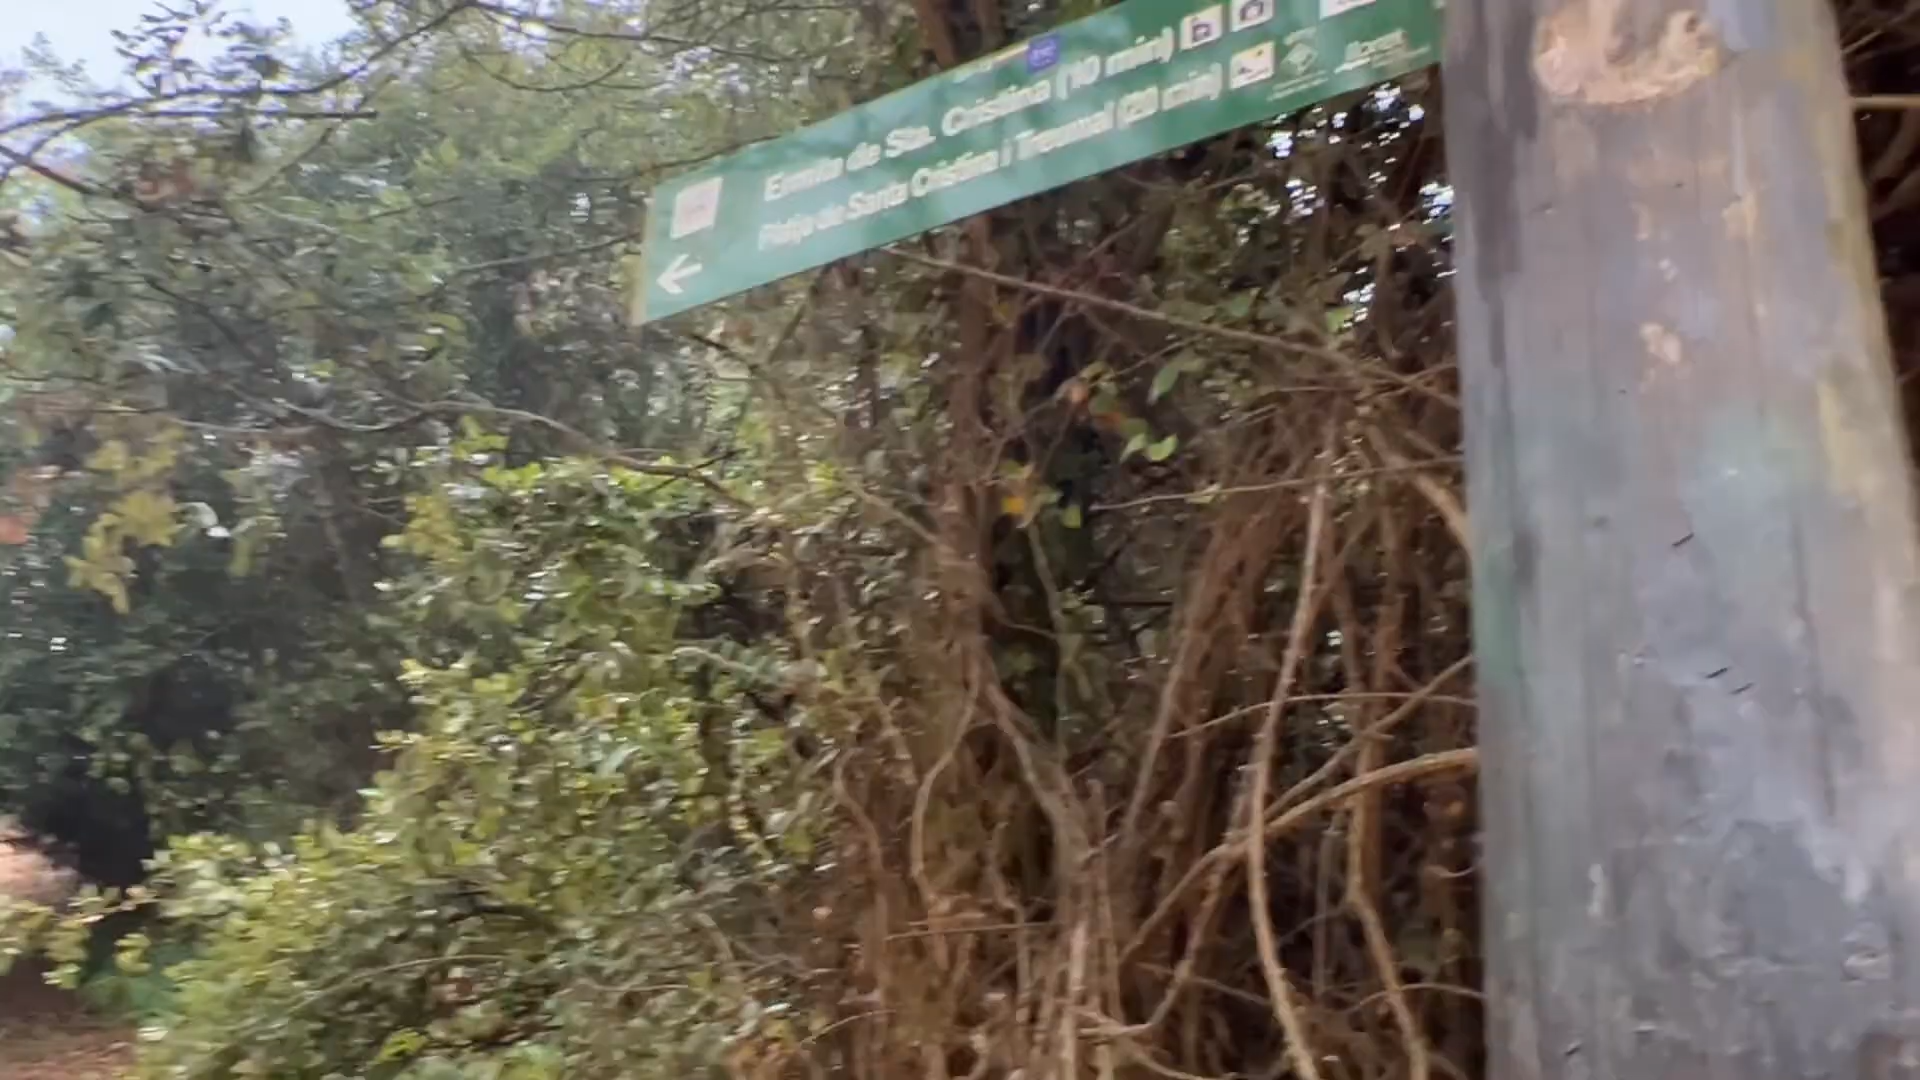 Ermita de Sta. Cristina (10 min)
Platja de Santa Cristina i Treumal (20 min)